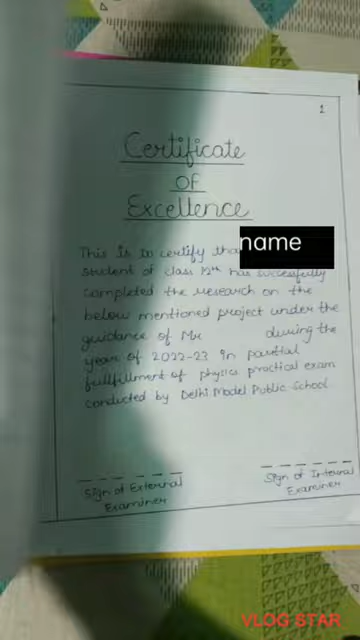 1
Certificate
OF
Excellence
This is to certify that name
student of class 12th has successfully
completed the research on the
below mentioned project under the
guidance of Mr during the
year of 2022-23 in partial
fullfillment of physics practical exam
conducted by Delhi Model Public School
Sign of External
Examiner
Sign of Internal
Examiner
VLOG STAR